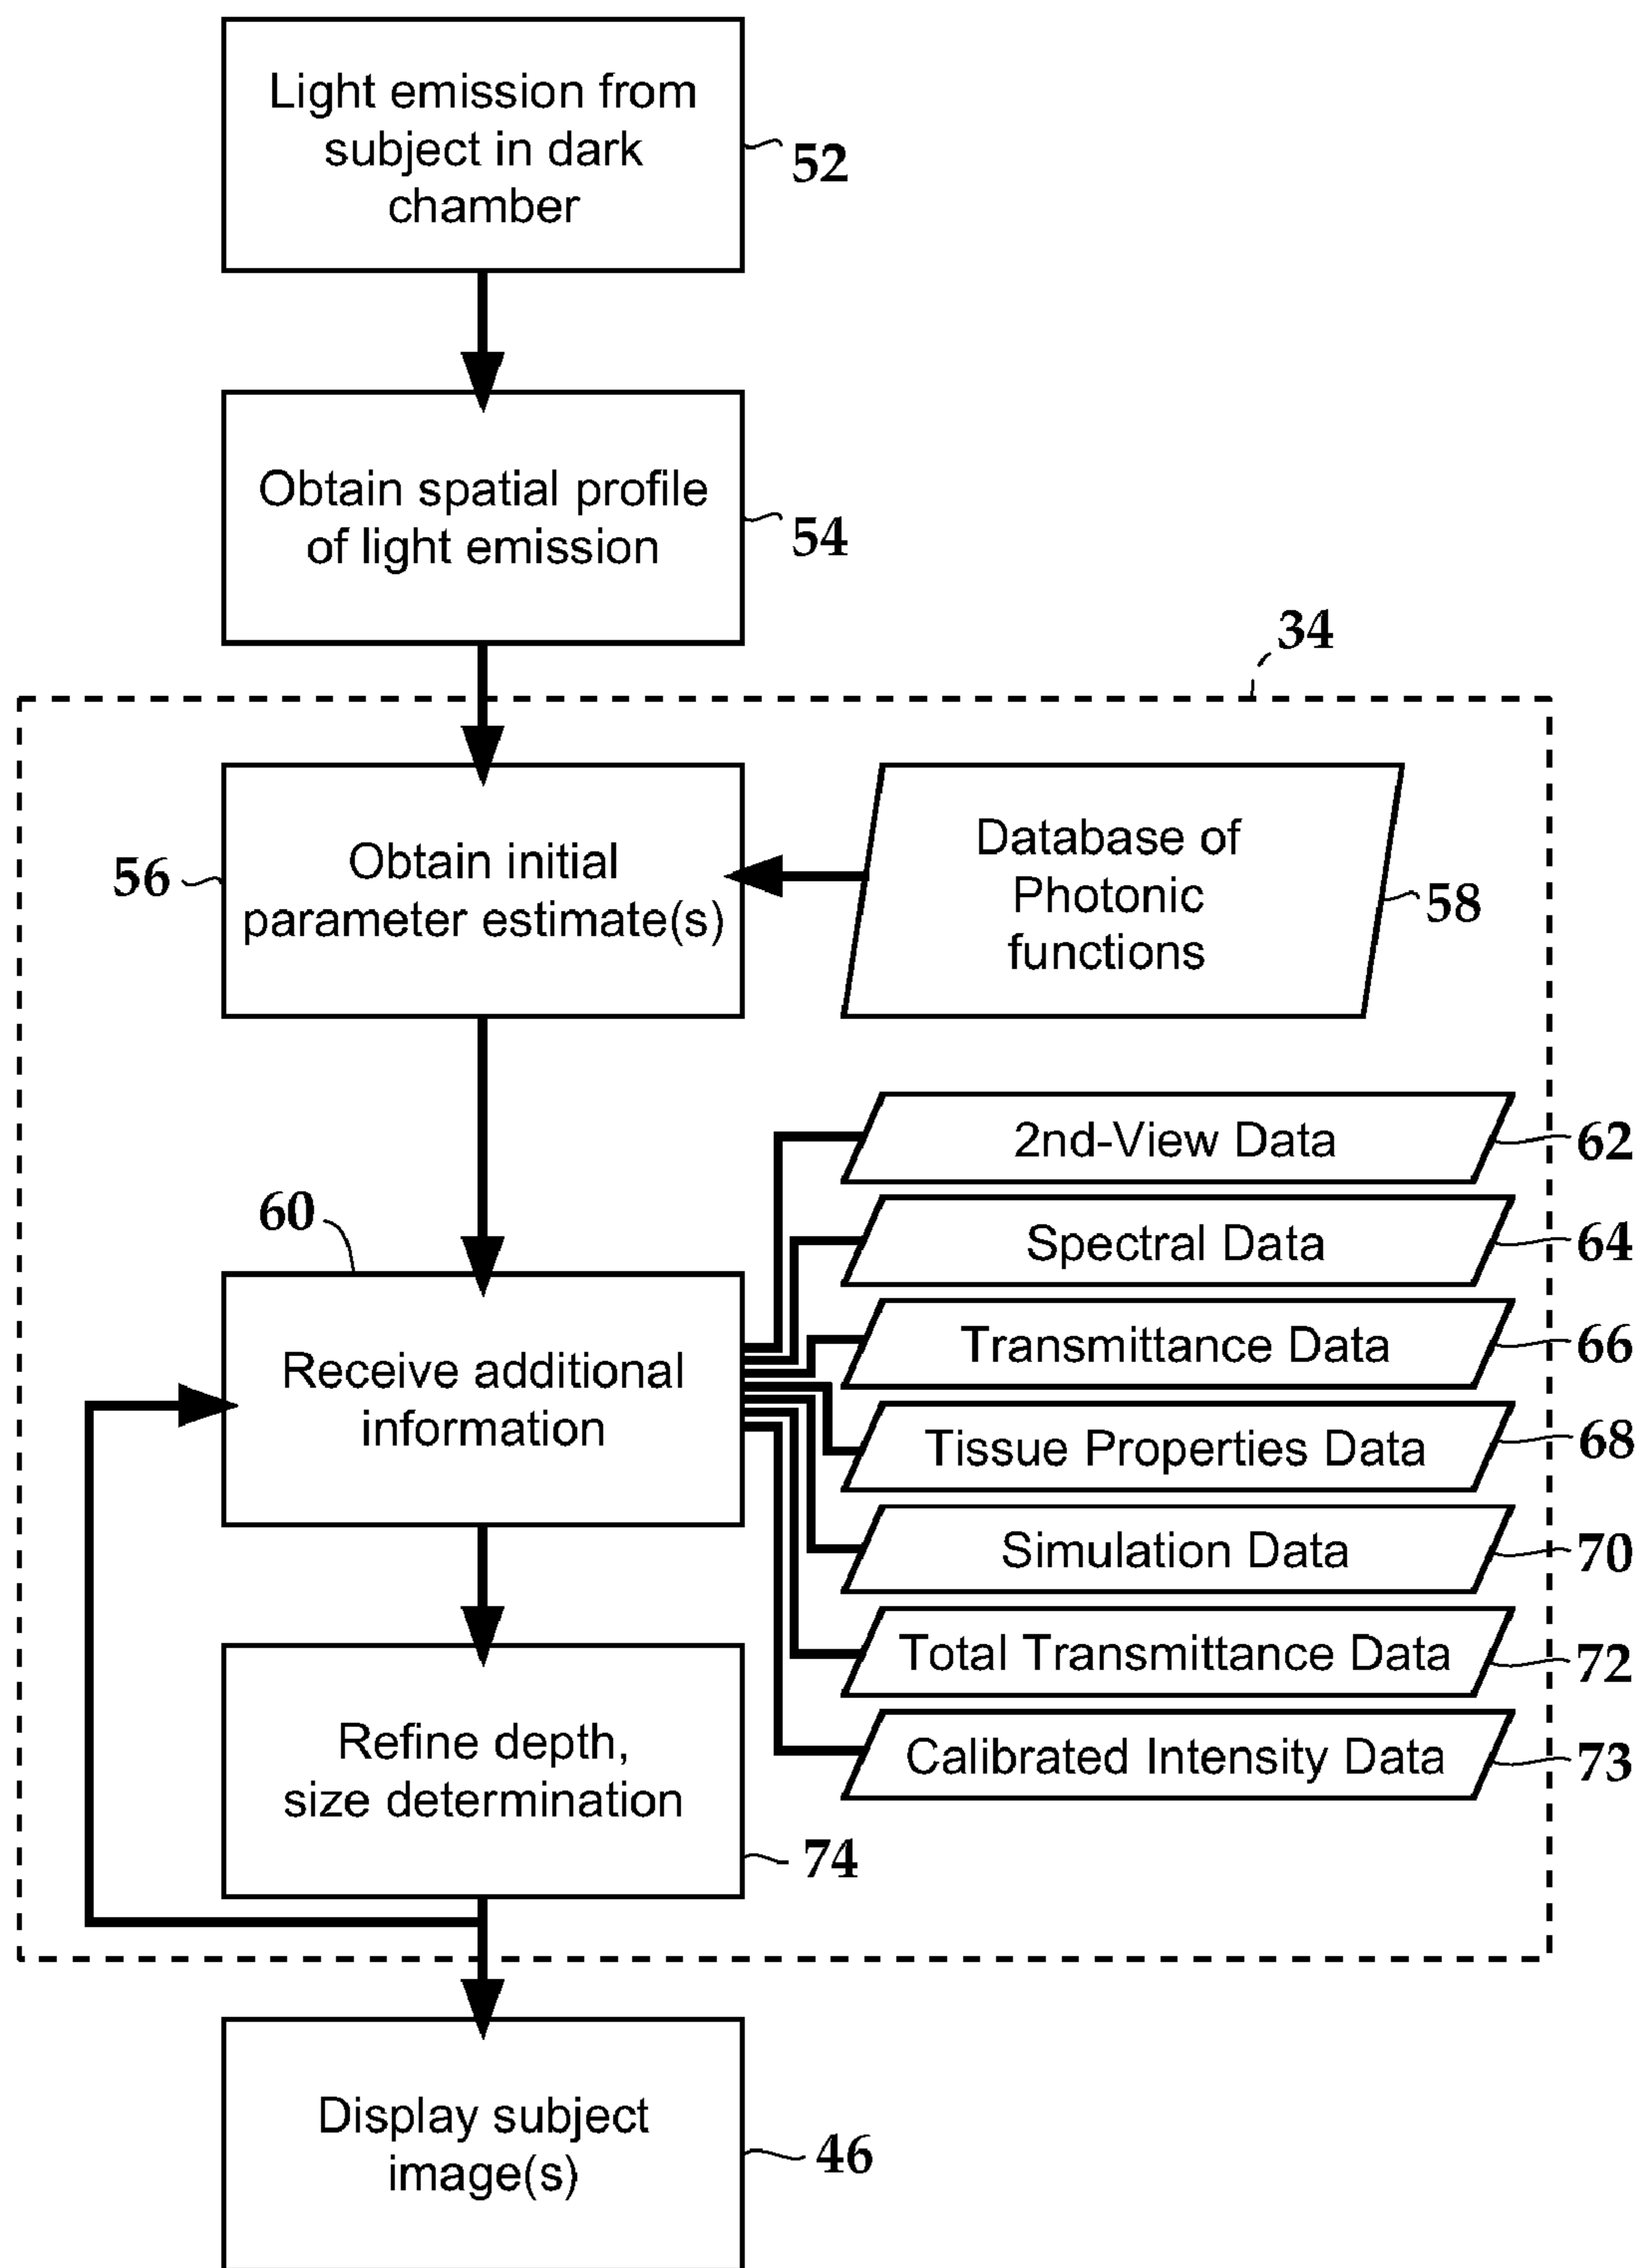 Light emission from
subject in dark
chamber
52
Obtain spatial profile
of light emission
54
34
56
Obtain initial
parameter estimate(s)
Database of
Photonic
functions
58
60
Receive additional
information
2nd-View Data
62
Spectral Data
64
Transmittance Data
66
Tissue Properties Data
68
Simulation Data
70
Total Transmittance Data
72
Calibrated Intensity Data
73
Refine depth,
size determination
74
Display subject
image(s)
46